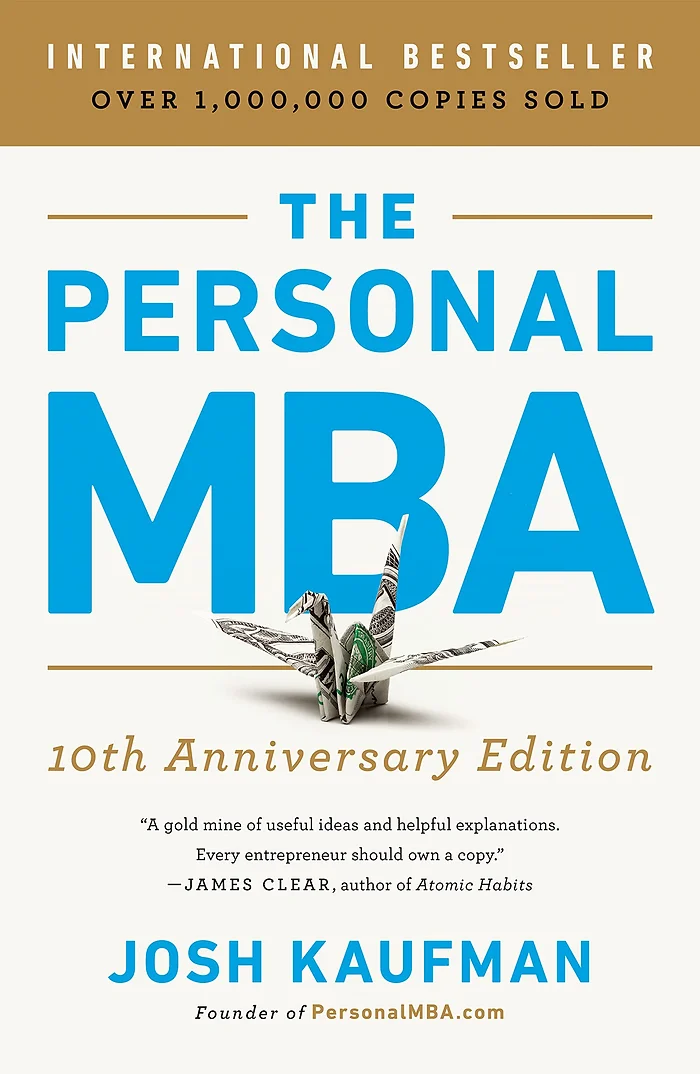 INTERNATIONAL BESTSELLER
OVER 1,000,000 COPIES SOLD
THE
PERSONAL
MBA
10th Anniversary Edition
“A gold mine of useful ideas and helpful explanations.
Every entrepreneur should own a copy.”
—JAMES CLEAR, author of Atomic Habits
JOSH KAUFMAN
Founder of PersonalMBA.com